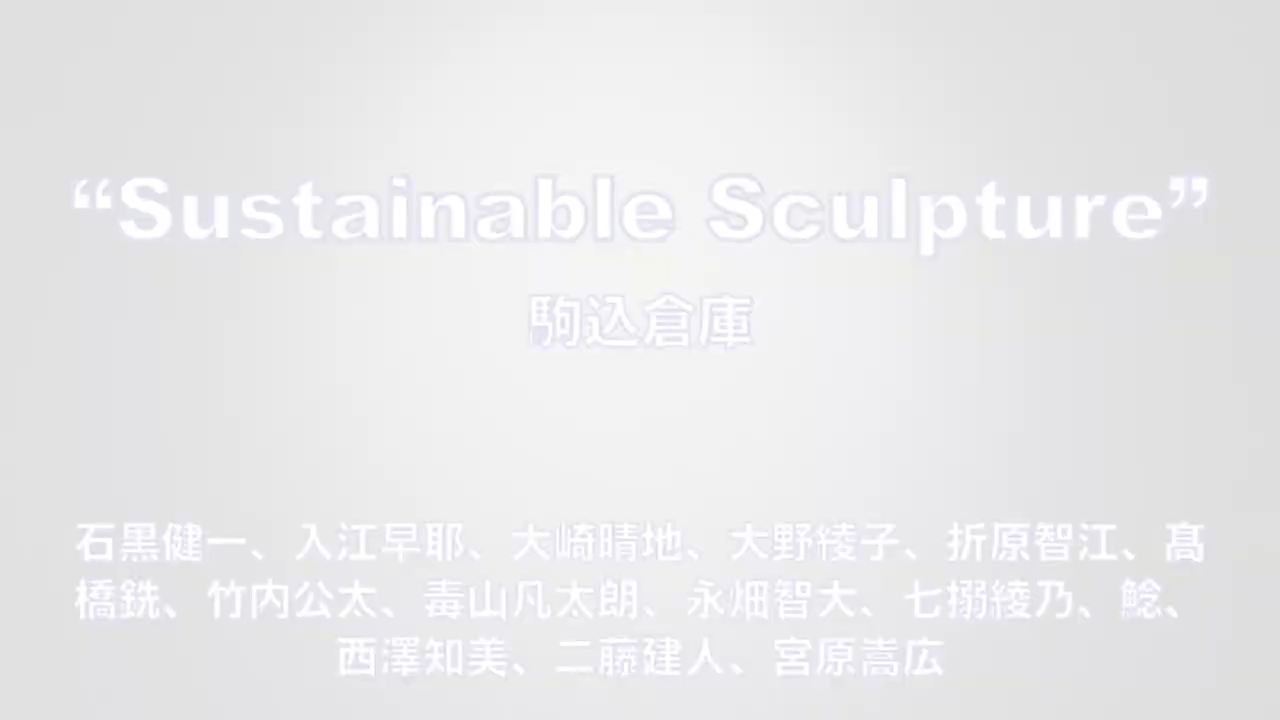 “Sustainable Sculpture”
駒込倉庫
石黒健一、入江早耶、大崎晴地、大野綾子、折原智江、髙
橋銑、竹内公太、毒山凡太朗、永畑智大、七搦綾乃、鯰、
西澤知美、二藤建人、宮原嵩広